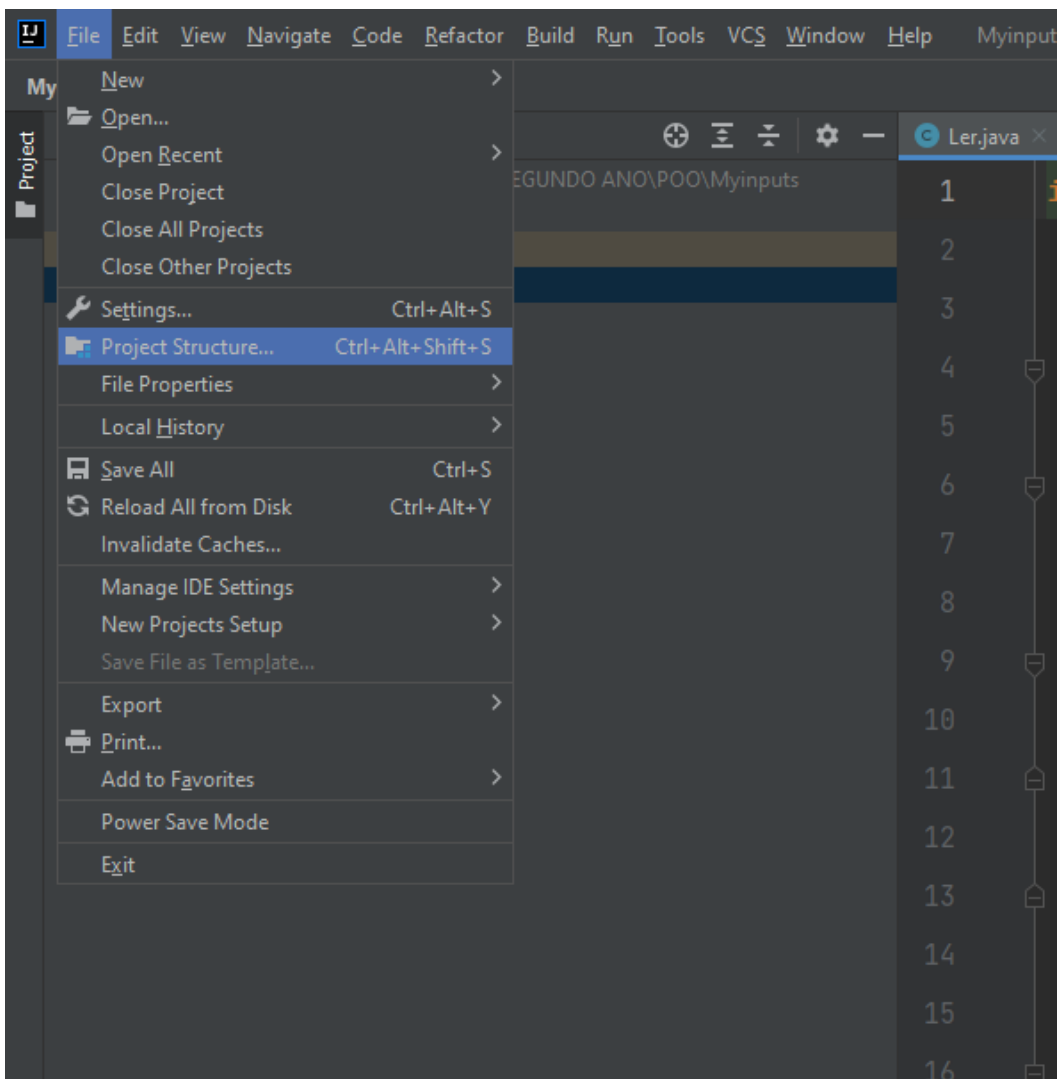 IJ File Edit View Navigate Code Refactor Build Run Tools VCS Window Help Myinput
My
Project
New
Open...
Open Recent
Close Project
Close All Projects
Close Other Projects
Settings... Ctrl+Alt+S
Project Structure... Ctrl+Alt+Shift+S
File Properties
Local History
Save All Ctrl+S
Reload All from Disk Ctrl+Alt+Y
Invalidate Caches...
Manage IDE Settings
New Projects Setup
Save File as Template...
Export
Print...
Add to Favorites
Power Save Mode
Exit
EGUNDO ANO\POO\Myinputs
C Ler.java
1 i
2
3
4
5
6
7
8
9
10
11
12
13
14
15
16